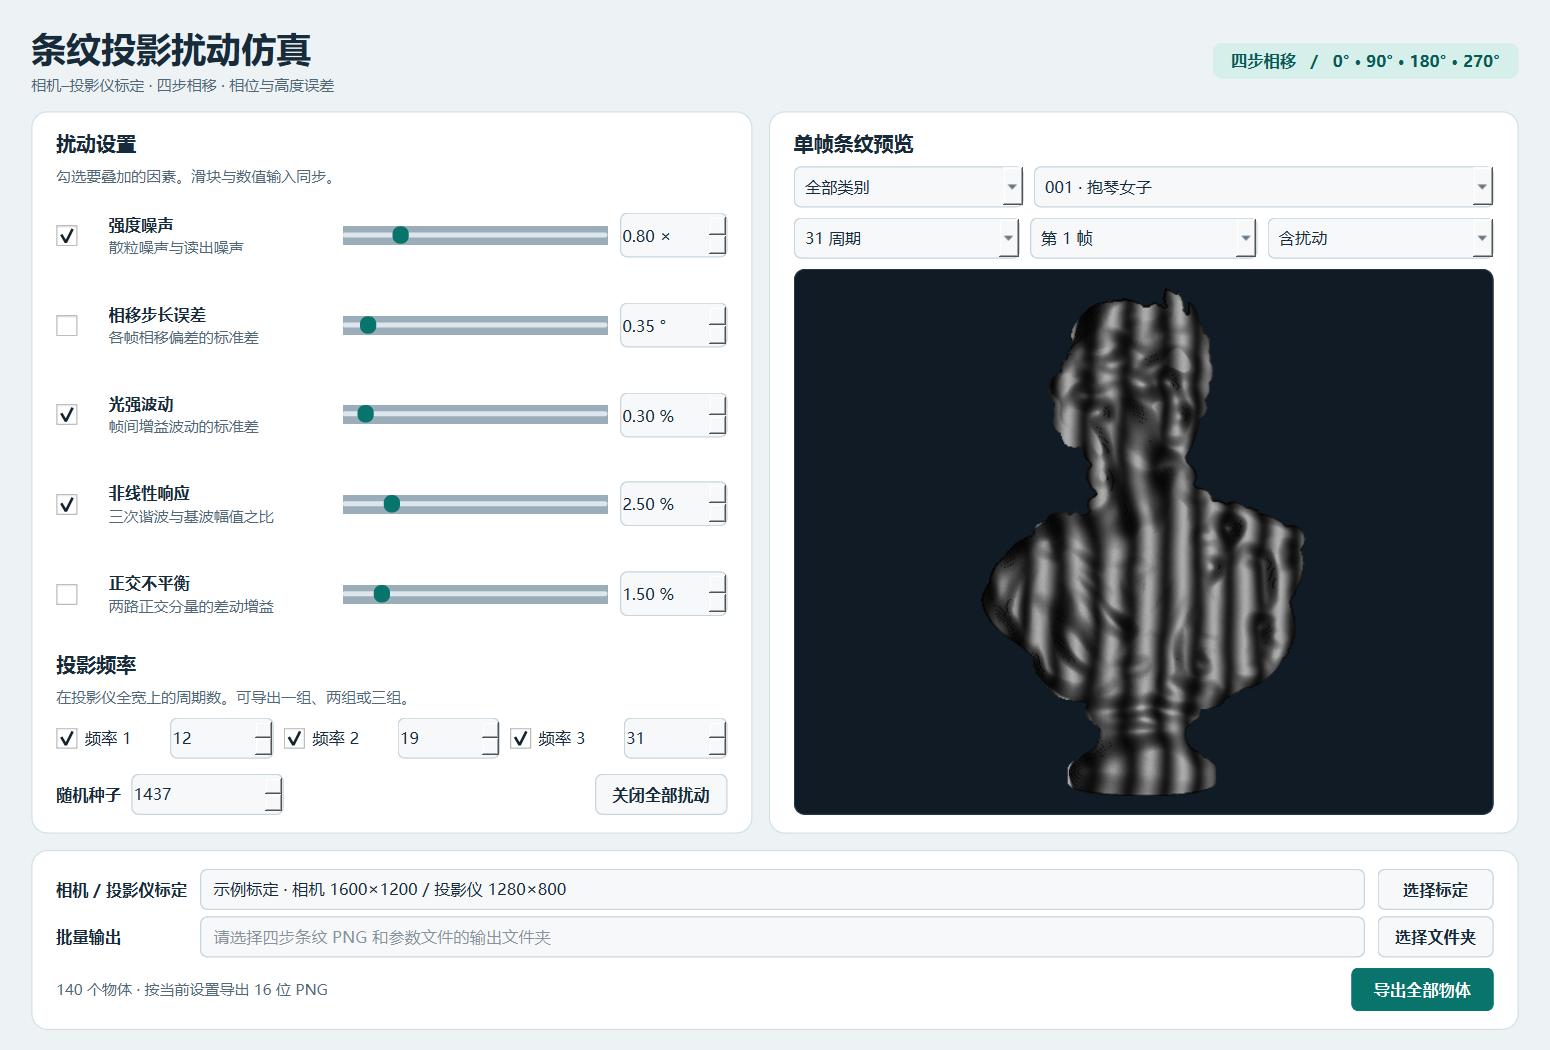 条纹投影扰动仿真
相机–投影仪标定 · 四步相移 · 相位与高度误差
四步相移 / 0° • 90° • 180° • 270°
扰动设置
勾选要叠加的因素。滑块与数值输入同步。
强度噪声
散粒噪声与读出噪声
0.80 ×
相移步长误差
各帧相移偏差的标准差
0.35 °
光强波动
帧间增益波动的标准差
0.30 %
非线性响应
三次谐波与基波幅值之比
2.50 %
正交不平衡
两路正交分量的差动增益
1.50 %
投影频率
在投影仪全宽上的周期数。可导出一组、两组或三组。
频率 1 12 频率 2 19 频率 3 31
随机种子 1437 关闭全部扰动
单帧条纹预览
全部类别 001 · 抱琴女子
31 周期 第 1 帧 含扰动
相机 / 投影仪标定 示例标定 · 相机 1600×1200 / 投影仪 1280×800 选择标定
批量输出 请选择四步条纹 PNG 和参数文件的输出文件夹 选择文件夹
140 个物体 · 按当前设置导出 16 位 PNG 导出全部物体